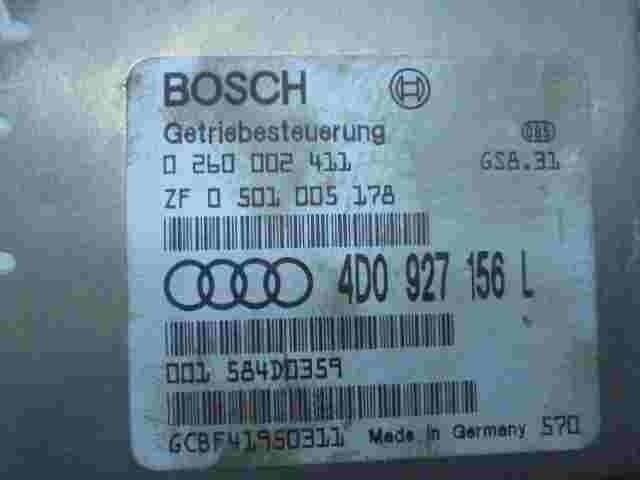 BOSCH
Getriebesteuerung 085
0 260 002 411 GS8.31
ZF 0 501 005 178
4D0 927 156 L
001 584D0359
GCBF41950311 Made in Germany 570